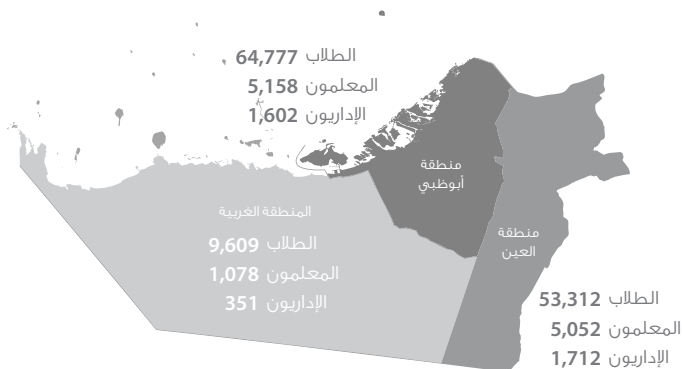 الطلاب 64,777
المعلمون 5,158
الإداريون 1,602
منطقة
أبوظبي
المنطقة الغربية
الطلاب 9,609
المعلمون 1,078
الإداريون 351
منطقة
العين
الطلاب 53,312
المعلمون 5,052
الإداريون 1,712